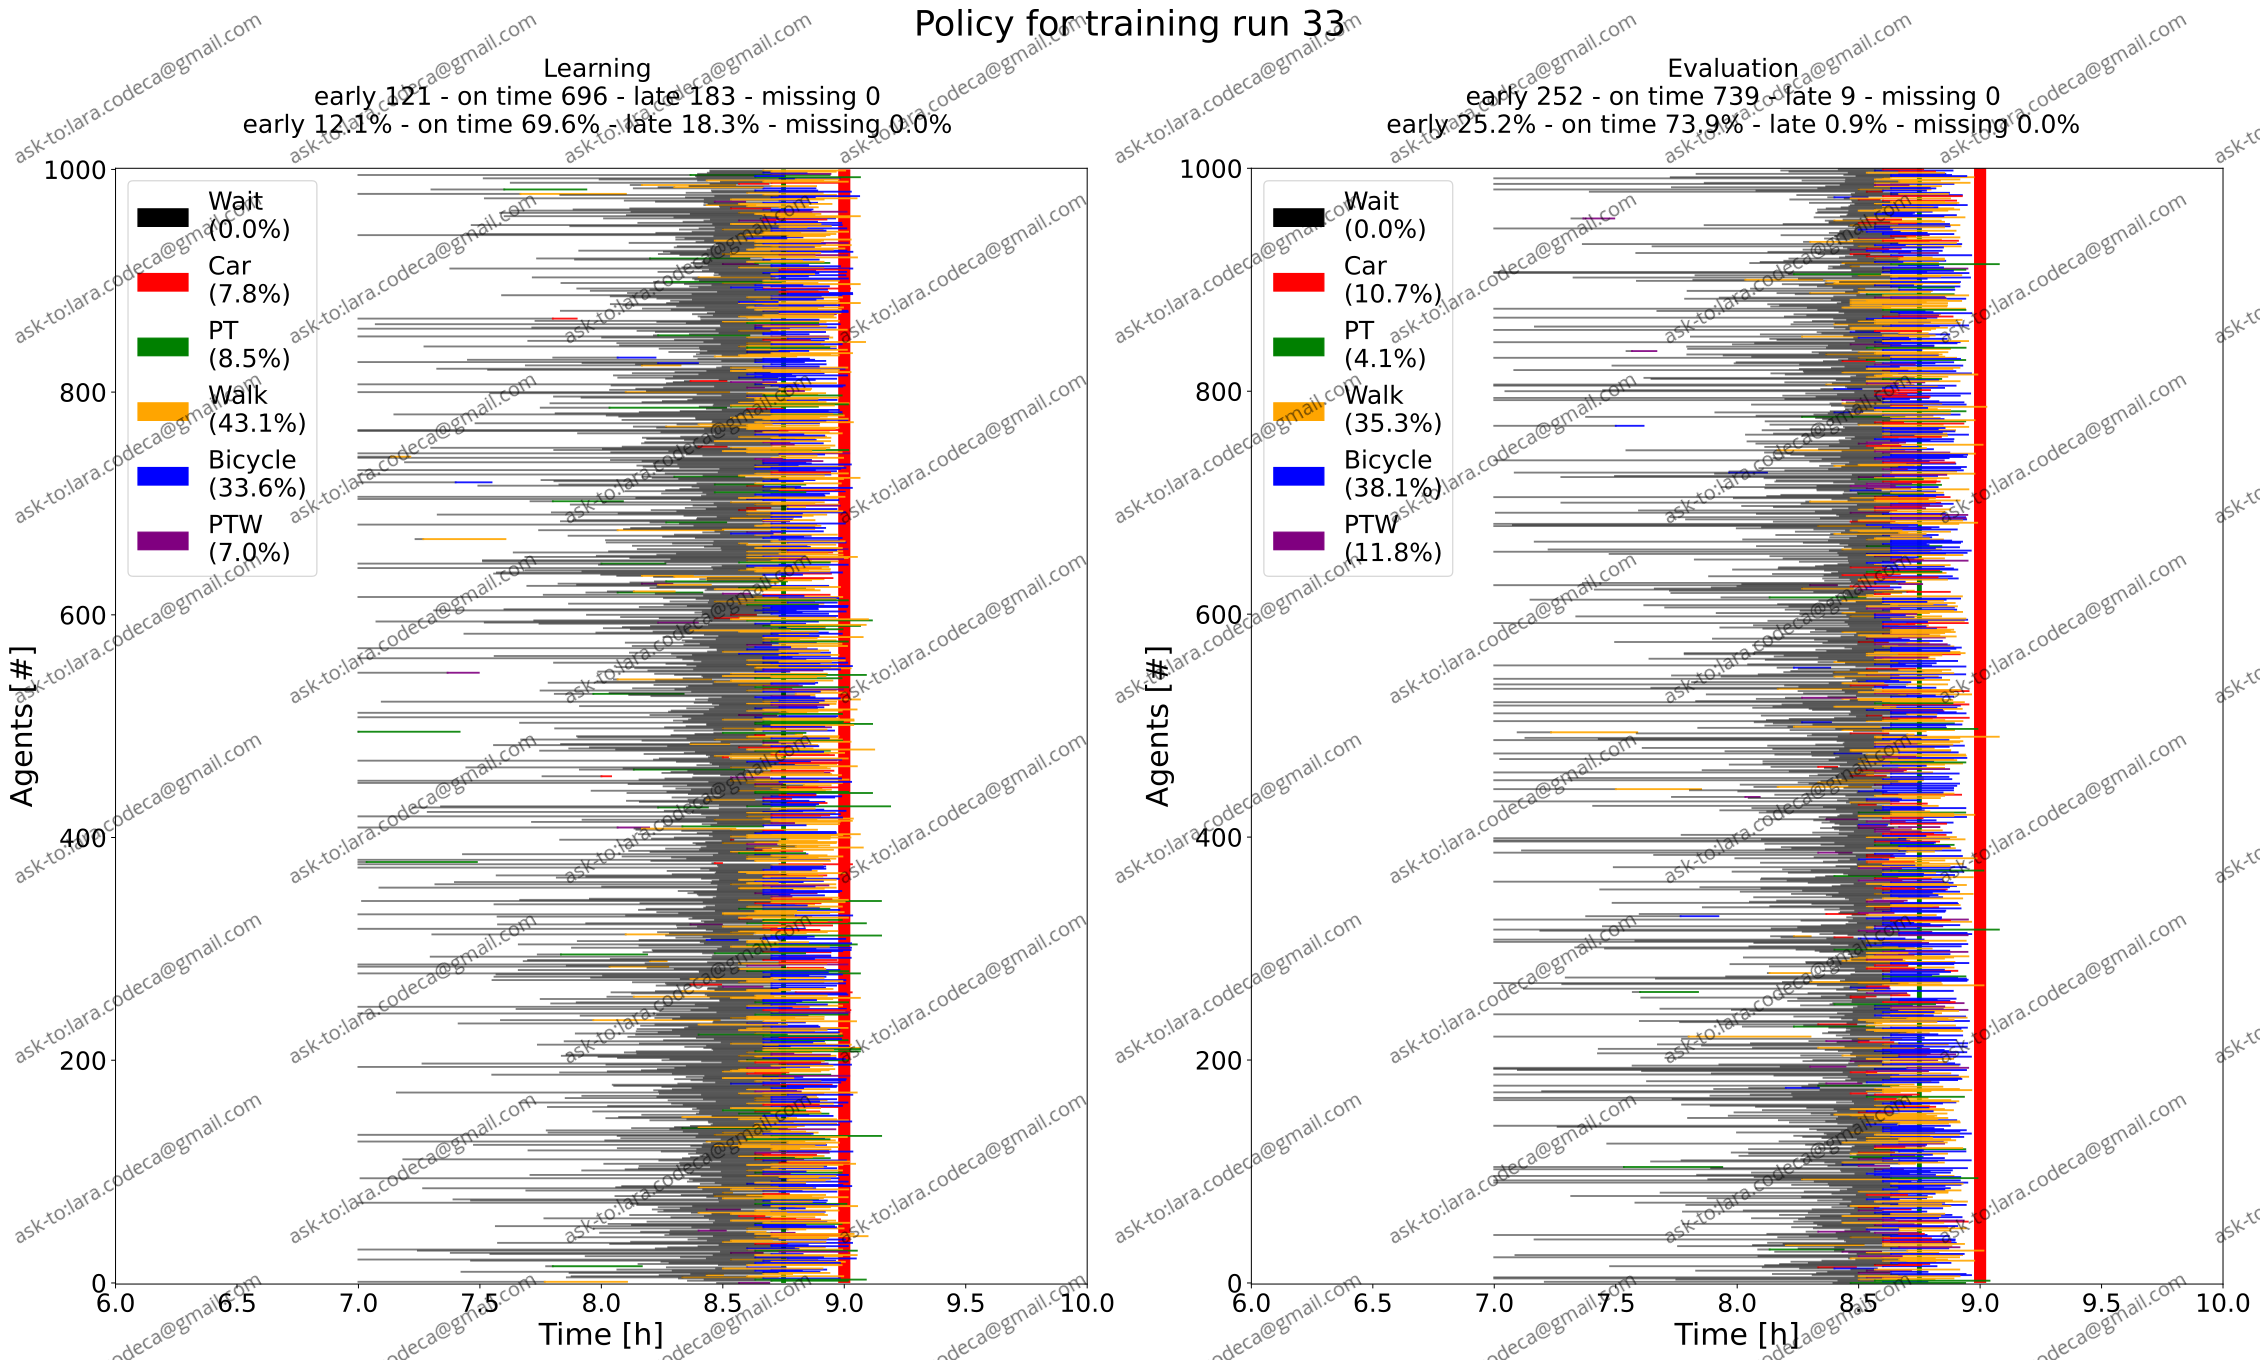 Policy for training run 33
Learning
early 121 - on time 696 - late 183 - missing 0
early 12.1% - on time 69.6% - late 18.3% - missing 0.0%
1000
800
600
400
200
0
Agents [#]
Wait
(0.0%)
Car
(7.8%)
PT
(8.5%)
Walk
(43.1%)
Bicycle
(33.6%)
PTW
(7.0%)
6.0 6.5 7.0 7.5 8.0 8.5 9.0 9.5 10.0
Time [h]
Evaluation
early 252 - on time 739 - late 9 - missing 0
early 25.2% - on time 73.9% - late 0.9% - missing 0.0%
1000
800
600
400
200
0
Agents [#]
Wait
(0.0%)
Car
(10.7%)
PT
(4.1%)
Walk
(35.3%)
Bicycle
(38.1%)
PTW
(11.8%)
6.0 6.5 7.0 7.5 8.0 8.5 9.0 9.5 10.0
Time [h]
ask-to:lara.codeca@gmail.com